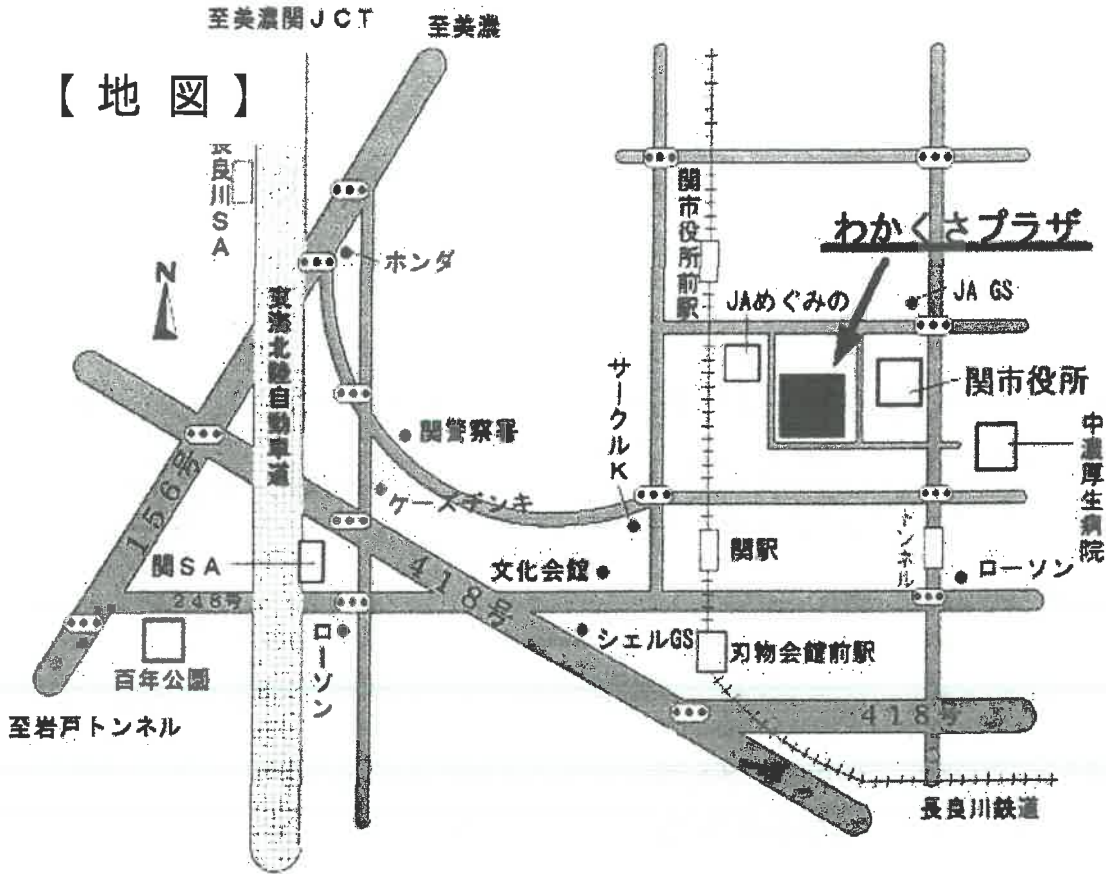 至美濃関ＪＣＴ
至美濃
【 地 図 】
長良川ＳＡ
N
ホンダ
東海北陸自動車道
関市役所前駅
わかくさプラザ
JA GS
JAめぐみの
関市役所
サークルＫ
関警察署
中濃厚生病院
ケーズデンキ
156号
関ＳＡ
418号
文化会館
関駅
トンネル
ローソン
248号
ローソン
シェルGS
刃物会館前駅
百年公園
至岩戸トンネル
418号
長良川鉄道